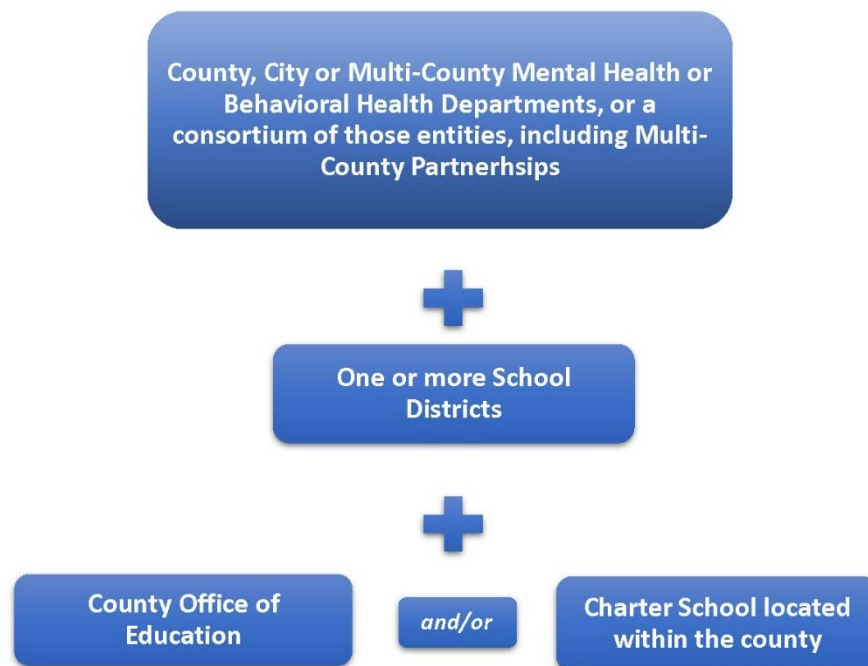 County, City or Multi-County Mental Health or
Behavioral Health Departments, or a
consortium of those entities, including Multi-
County Partnerhsips
One or more School
Districts
County Office of
Education
and/or
Charter School located
within the county